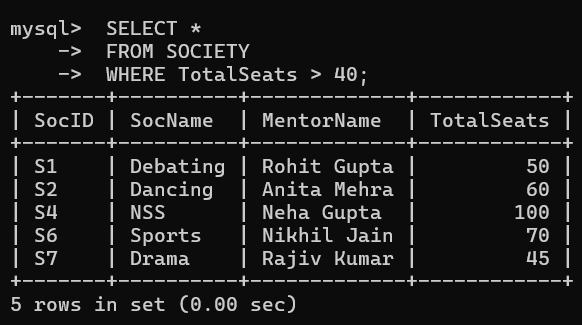 mysql>  SELECT *
    ->  FROM SOCIETY
    ->  WHERE TotalSeats > 40;
+-------+----------+--------------+------------+
| SocID | SocName  | MentorName   | TotalSeats |
+-------+----------+--------------+------------+
| S1    | Debating | Rohit Gupta  |         50 |
| S2    | Dancing  | Anita Mehra  |         60 |
| S4    | NSS      | Neha Gupta   |        100 |
| S6    | Sports   | Nikhil Jain  |         70 |
| S7    | Drama    | Rajiv Kumar  |         45 |
+-------+----------+--------------+------------+
5 rows in set (0.00 sec)